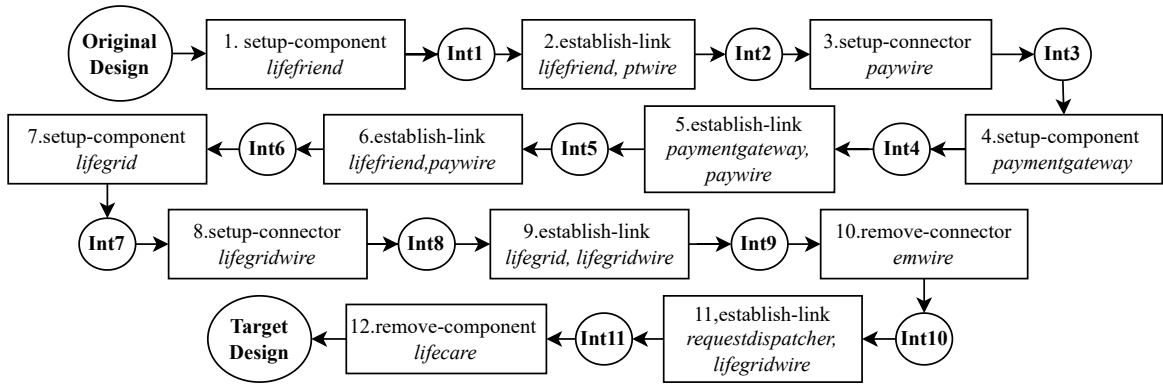 Original
Design
1. setup-component
lifefriend
Int1
2.establish-link
lifefriend, ptwire
Int2
3.setup-connector
paywire
Int3
4.setup-component
paymentgateway
Int4
5.establish-link
paymentgateway,
paywire
Int5
6.establish-link
lifefriend,paywire
Int6
7.setup-component
lifegrid
Int7
8.setup-connector
lifegridwire
Int8
9.establish-link
lifegrid, lifegridwire
Int9
10.remove-connector
emwire
Int10
11,establish-link
requestdispatcher,
lifegridwire
Int11
12.remove-component
lifecare
Target
Design